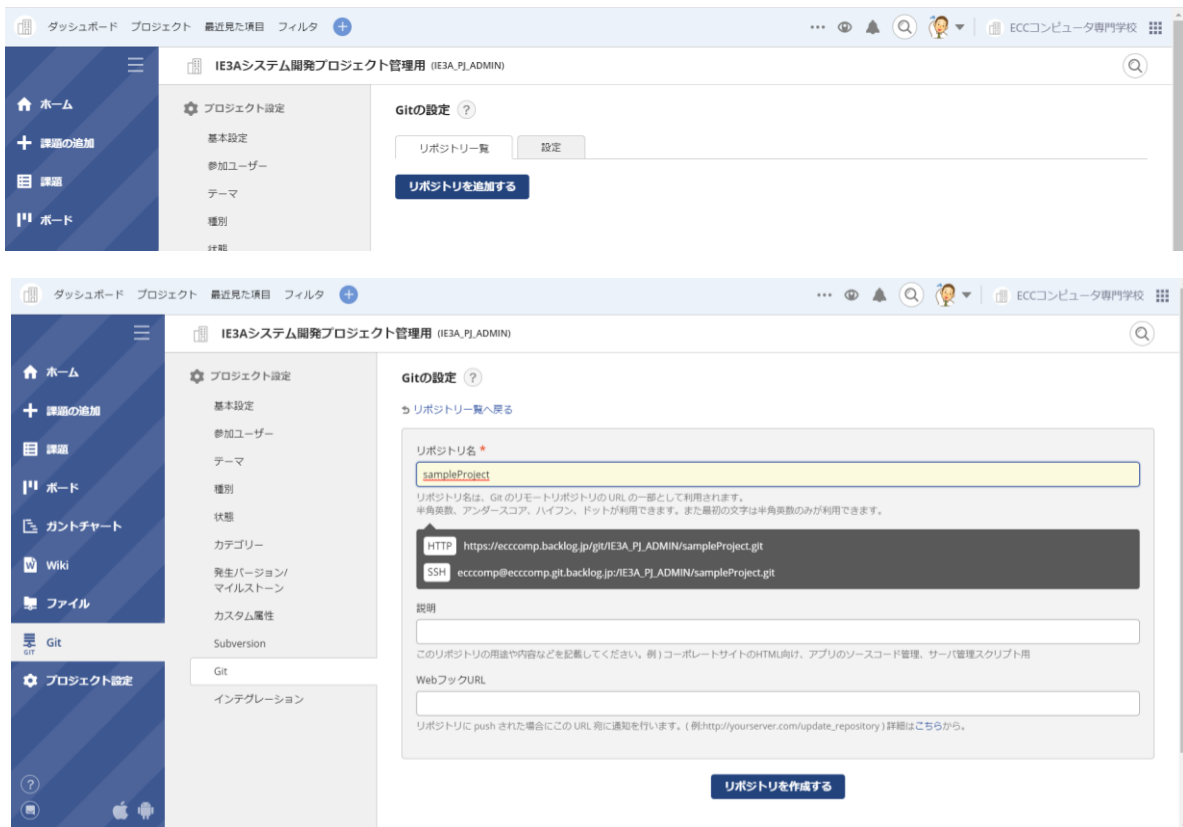 ダッシュボード プロジェクト 最近見た項目 フィルタ ECCコンピュータ専門学校
IE3Aシステム開発プロジェクト管理用 (IE3A_PJ_ADMIN)
ホーム
課題の追加
課題
ボード
プロジェクト設定
基本設定
参加ユーザー
テーマ
種別
状態
Gitの設定 ?
リポジトリ一覧 設定
リポジトリを追加する
ダッシュボード プロジェクト 最近見た項目 フィルタ ECCコンピュータ専門学校
IE3Aシステム開発プロジェクト管理用 (IE3A_PJ_ADMIN)
ホーム
課題の追加
課題
ボード
ガントチャート
Wiki
ファイル
GIT Git
プロジェクト設定
?
プロジェクト設定
基本設定
参加ユーザー
テーマ
種別
状態
カテゴリー
発生バージョン/
マイルストーン
カスタム属性
Subversion
Git
インテグレーション
Gitの設定 ?
リポジトリ一覧へ戻る
リポジトリ名 *
sampleProject
リポジトリ名は、Git のリモートリポジトリの URL の一部として利用されます。
半角英数、アンダースコア、ハイフン、ドットが利用できます。また最初の文字は半角英数のみが利用できます。
HTTP https://ecccomp.backlog.jp/git/IE3A_PJ_ADMIN/sampleProject.git
SSH ecccomp@ecccomp.git.backlog.jp:/IE3A_PJ_ADMIN/sampleProject.git
説明
このリポジトリの用途や内容などを記載してください。例 ) コーポレートサイトのHTML向け、アプリのソースコード管理、サーバ管理スクリプト用
WebフックURL
リポジトリに push された場合にこの URL 宛に通知を行います。( 例:http://yourserver.com/update_repository ) 詳細はこちらから。
リポジトリを作成する